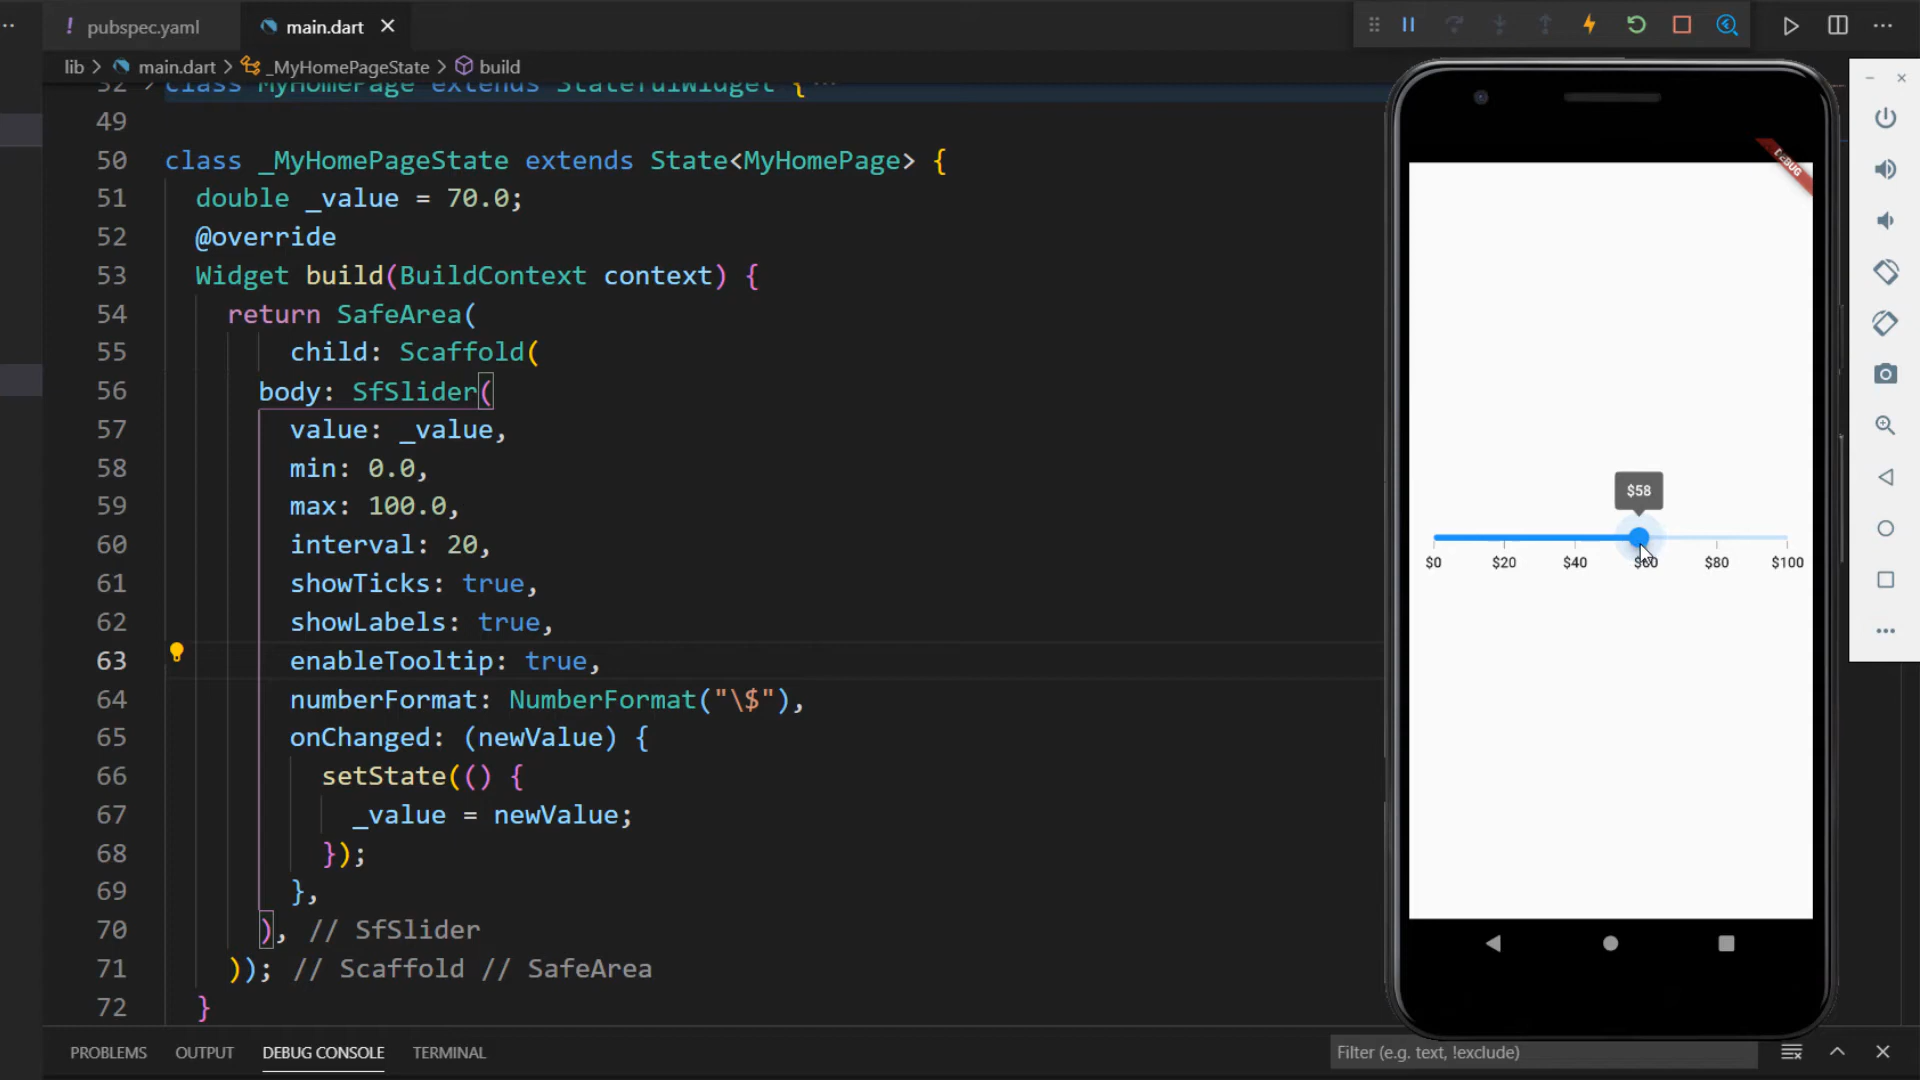 ! pubspec.yaml
main.dart
lib > main.dart > _MyHomePageState > build
32 class MyHomePage extends StatefulWidget { ...
49
50 class _MyHomePageState extends State<MyHomePage> {
51 double _value = 70.0;
52 @override
53 Widget build(BuildContext context) {
54 return SafeArea(
55 child: Scaffold(
56 body: SfSlider(
57 value: _value,
58 min: 0.0,
59 max: 100.0,
60 interval: 20,
61 showTicks: true,
62 showLabels: true,
63 enableTooltip: true,
64 numberFormat: NumberFormat("\$"),
65 onChanged: (newValue) {
66 setState(() {
67 _value = newValue;
68 });
69 },
70 ), // SfSlider
71 )); // Scaffold // SafeArea
72 }
PROBLEMS OUTPUT DEBUG CONSOLE TERMINAL
Filter (e.g. text, !exclude)
DEBUG
$58
$0 $20 $40 $60 $80 $100